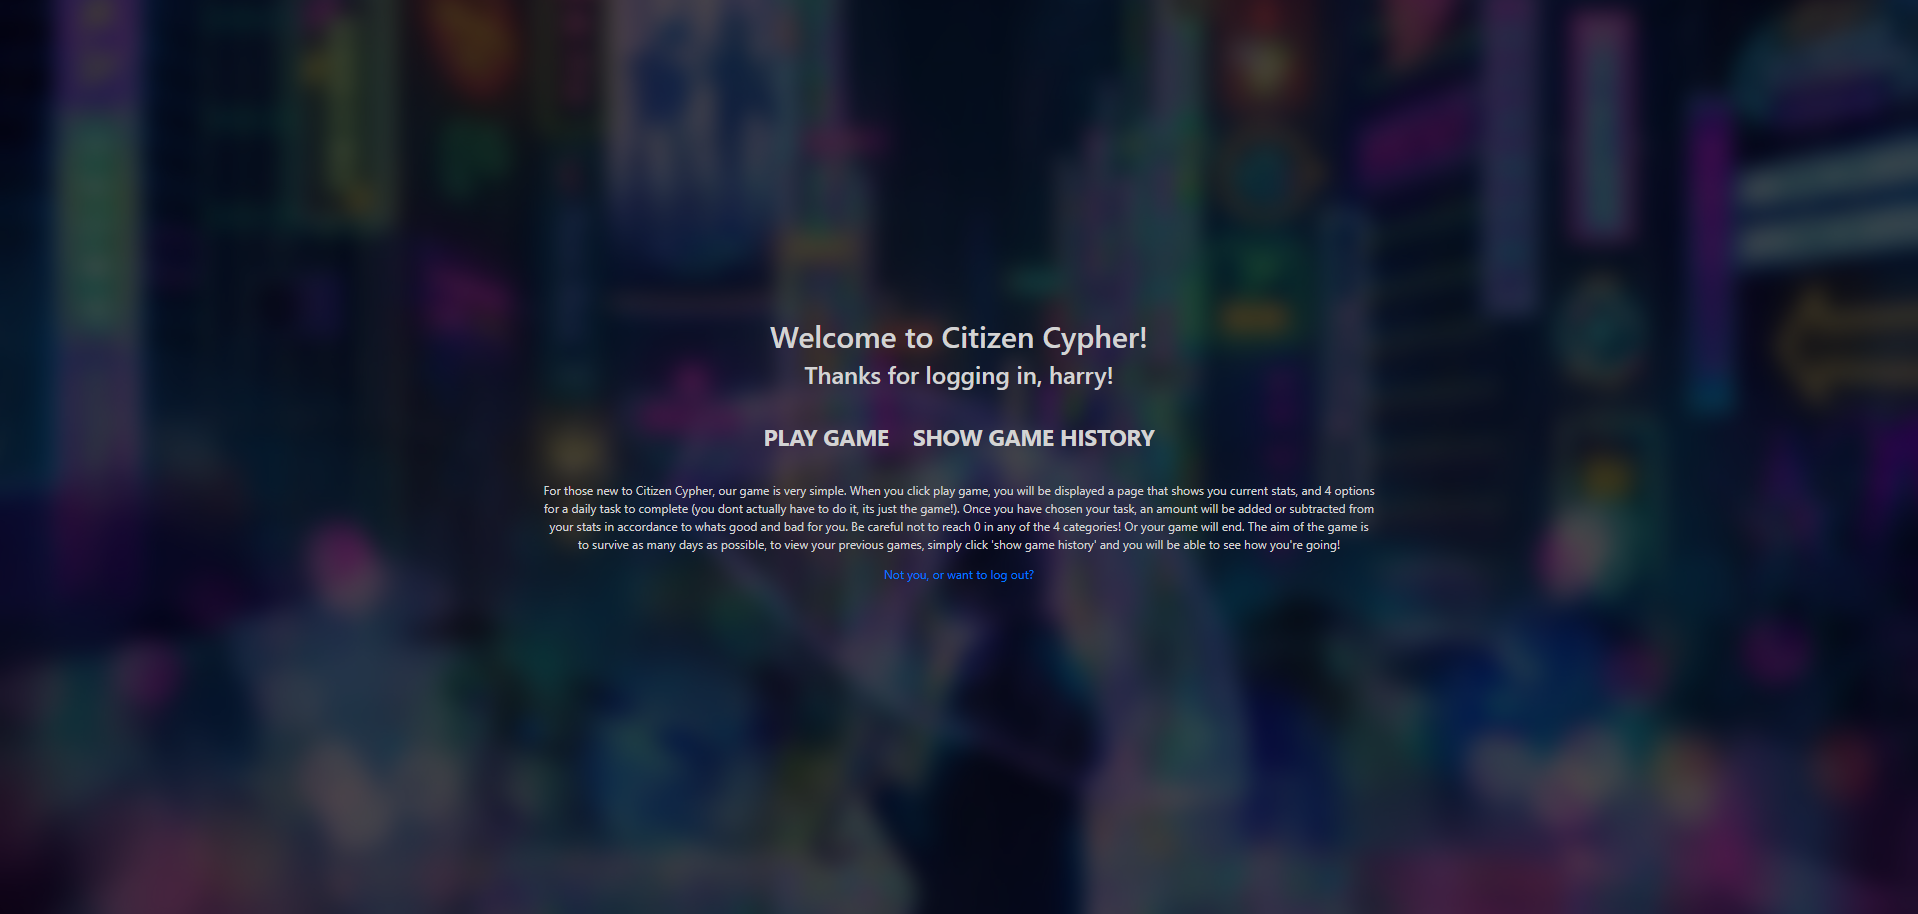 Welcome to Citizen Cypher!
Thanks for logging in, harry!
PLAY GAME SHOW GAME HISTORY
For those new to Citizen Cypher, our game is very simple. When you click play game, you will be displayed a page that shows you current stats, and 4 options
for a daily task to complete (you dont actually have to do it, its just the game!). Once you have chosen your task, an amount will be added or subtracted from
your stats in accordance to whats good and bad for you. Be careful not to reach 0 in any of the 4 categories! Or your game will end. The aim of the game is
to survive as many days as possible, to view your previous games, simply click 'show game history' and you will be able to see how you're going!
Not you, or want to log out?